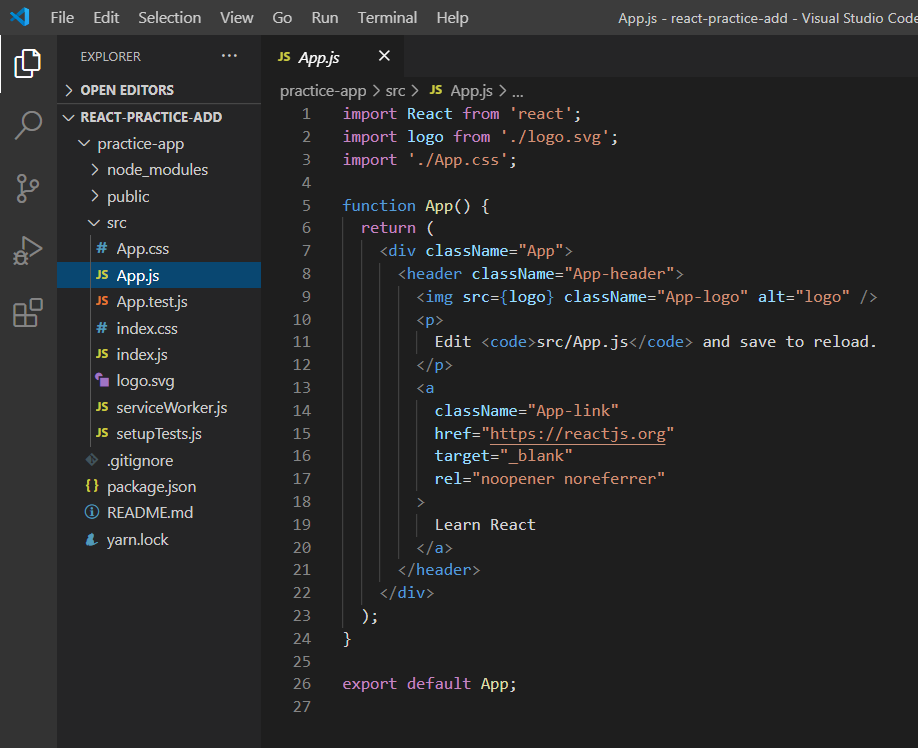 File Edit Selection View Go Run Terminal Help App.js - react-practice-add - Visual Studio Code
EXPLORER ...
OPEN EDITORS
REACT-PRACTICE-ADD
practice-app
node_modules
public
src
# App.css
JS App.js
JS App.test.js
# index.css
JS index.js
logo.svg
JS serviceWorker.js
JS setupTests.js
.gitignore
{} package.json
README.md
yarn.lock
JS App.js ×
practice-app > src > JS App.js > ...
1 import React from 'react';
2 import logo from './logo.svg';
3 import './App.css';
4
5 function App() {
6   return (
7     <div className="App">
8       <header className="App-header">
9         <img src={logo} className="App-logo" alt="logo" />
10         <p>
11           Edit <code>src/App.js</code> and save to reload.
12         </p>
13         <a
14           className="App-link"
15           href="https://reactjs.org"
16           target="_blank"
17           rel="noopener noreferrer"
18         >
19           Learn React
20         </a>
21       </header>
22     </div>
23   );
24 }
25
26 export default App;
27